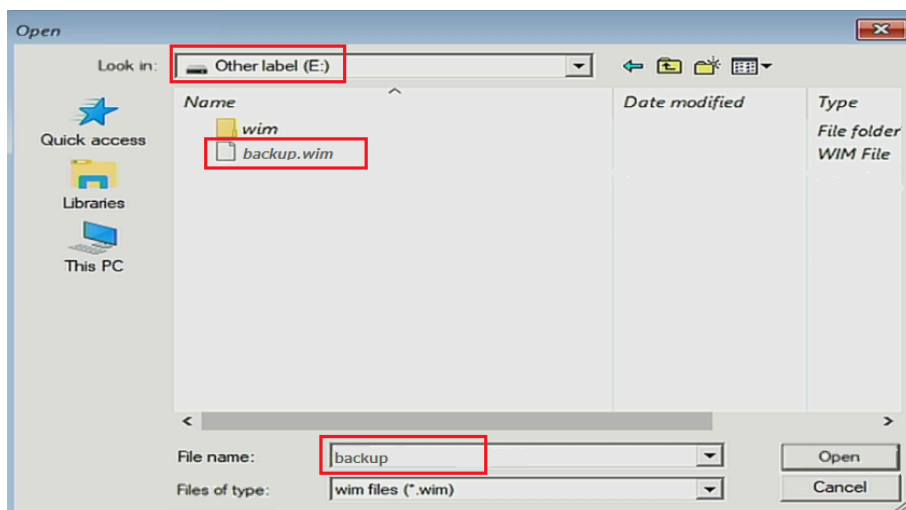 Open
Look in: Other label (E:)
Name Date modified Type
wim File folder
backup.wim WIM File
Quick access
Libraries
This PC
File name: backup Open
Files of type: wim files (*.wim) Cancel